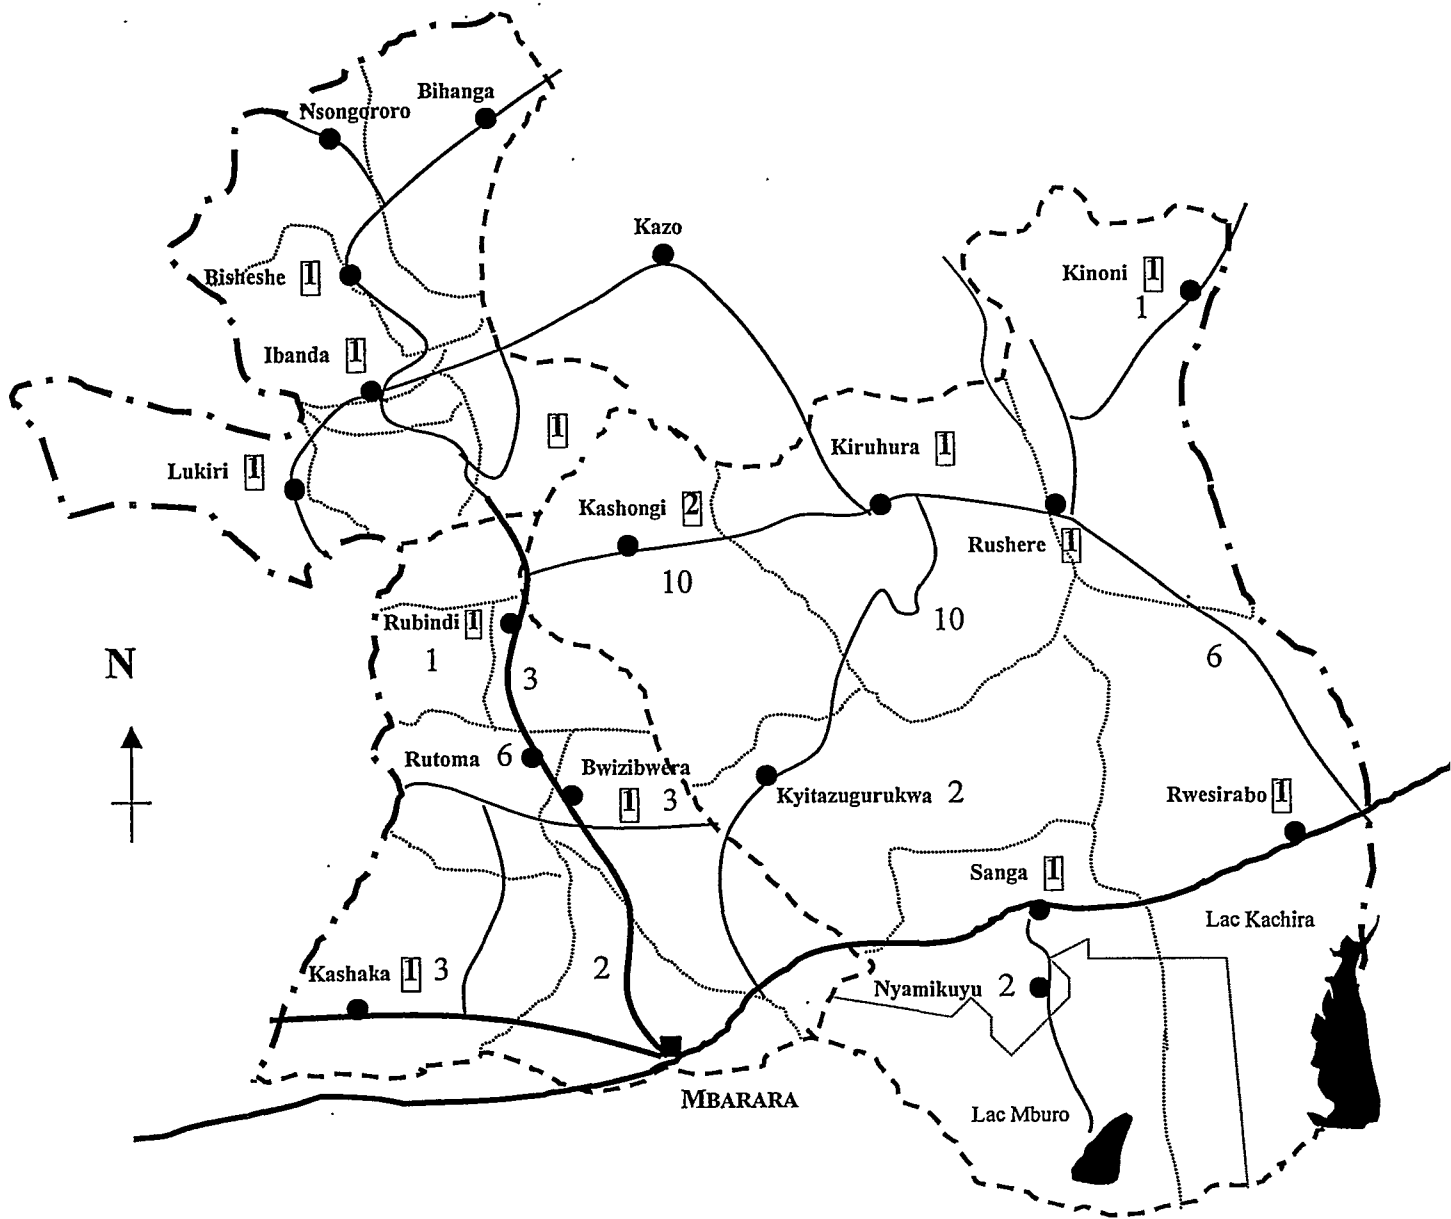 Bihanga
Nsongororo
Kazo
Bisheshe 1
Kinoni 1
1
Ibanda 1
1
Kiruhura 1
Lukiri 1
Kashongi 2
Rushere 1
10
10
Rubindi 1
1
3
6
N
Rutoma 6
Bwizibwera
1 3
Kyitazugurukwa 2
Rwesirabo 1
Sanga 1
Lac Kachira
Kashaka 1 3
2
Nyamikuyu 2
MBARARA
Lac Mburo